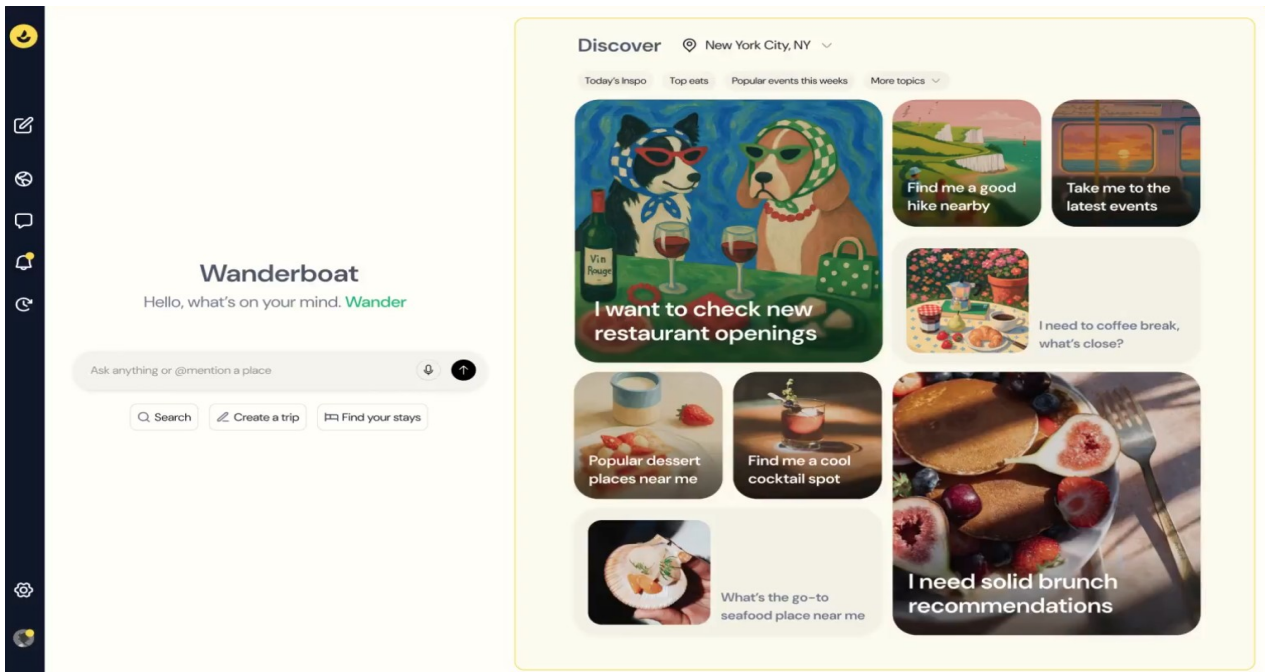 Wanderboat
Hello, what's on your mind. Wander
Ask anything or @mention a place
Search
Create a trip
Find your stays
Discover
New York City, NY
Today's Inspo
Top eats
Popular events this weeks
More topics
Vin
Rouge
I want to check new
restaurant openings
Find me a good
hike nearby
Take me to the
latest events
I need to coffee break,
what's close?
Popular dessert
places near me
Find me a cool
cocktail spot
What's the go-to
seafood place near me
I need solid brunch
recommendations